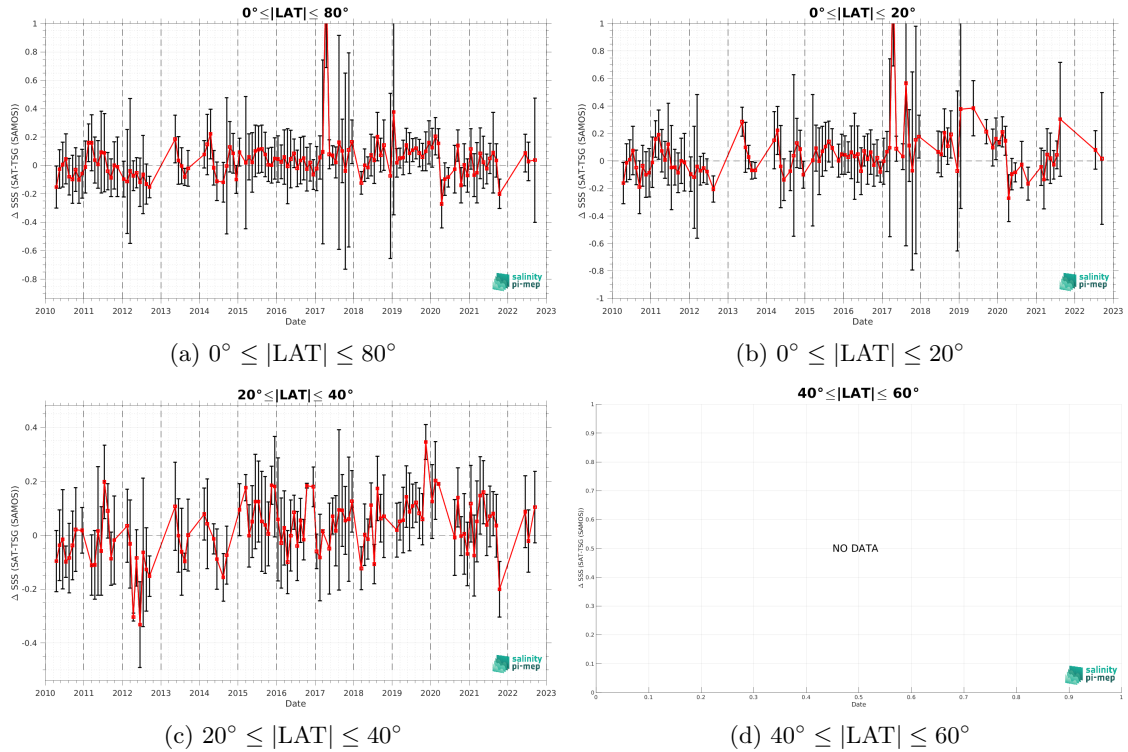 0°≤|LAT|≤ 80°
1
0.8
0.6
0.4
0.2
0
-0.2
-0.4
-0.6
-0.8
Δ SSS (SAT-TSG (SAMOS))
2010 2011 2012 2013 2014 2015 2016 2017 2018 2019 2020 2021 2022 2023
Date
salinity
pi-mep
(a) 0° ≤ |LAT| ≤ 80°
0°≤|LAT|≤ 20°
1
0.8
0.6
0.4
0.2
0
-0.2
-0.4
-0.6
-0.8
-1
Δ SSS (SAT-TSG (SAMOS))
2010 2011 2012 2013 2014 2015 2016 2017 2018 2019 2020 2021 2022 2023
Date
salinity
pi-mep
(b) 0° ≤ |LAT| ≤ 20°
20°≤|LAT|≤ 40°
0.4
0.2
0
-0.2
-0.4
Δ SSS (SAT-TSG (SAMOS))
2010 2011 2012 2013 2014 2015 2016 2017 2018 2019 2020 2021 2022 2023
Date
salinity
pi-mep
(c) 20° ≤ |LAT| ≤ 40°
40°≤|LAT|≤ 60°
1
0.9
0.8
0.7
0.6
0.5
0.4
0.3
0.2
0.1
0
Δ SSS (SAT-TSG (SAMOS))
NO DATA
0 0.1 0.2 0.3 0.4 0.5 0.6 0.7 0.8 0.9 1
Date
salinity
pi-mep
(d) 40° ≤ |LAT| ≤ 60°